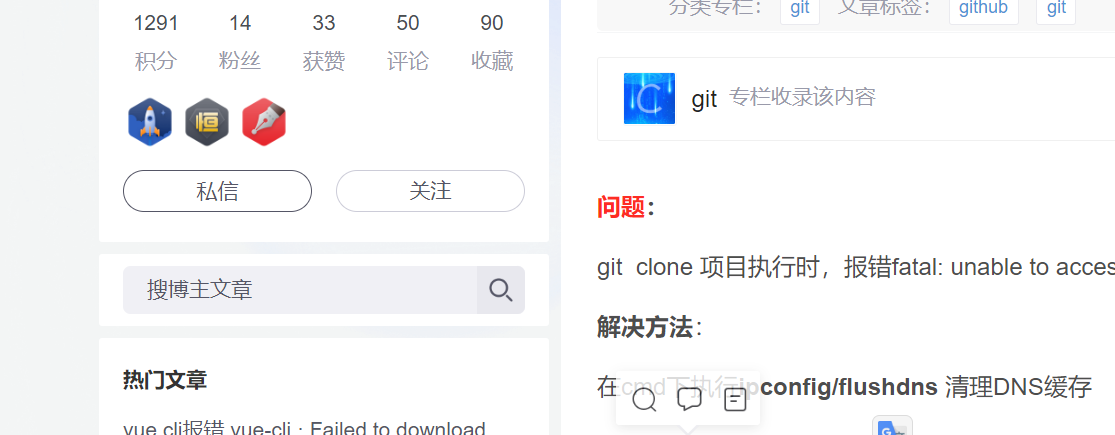 1291 14 33 50 90
积分 粉丝 获赞 评论 收藏
私信 关注
搜博主文章
热门文章
vue cli报错 vue-cli · Failed to download
分类专栏： git 文章标签： github git
git 专栏收录该内容
问题：
git clone 项目执行时，报错fatal: unable to acces
解决方法：
在cmd下执行ipconfig/flushdns 清理DNS缓存